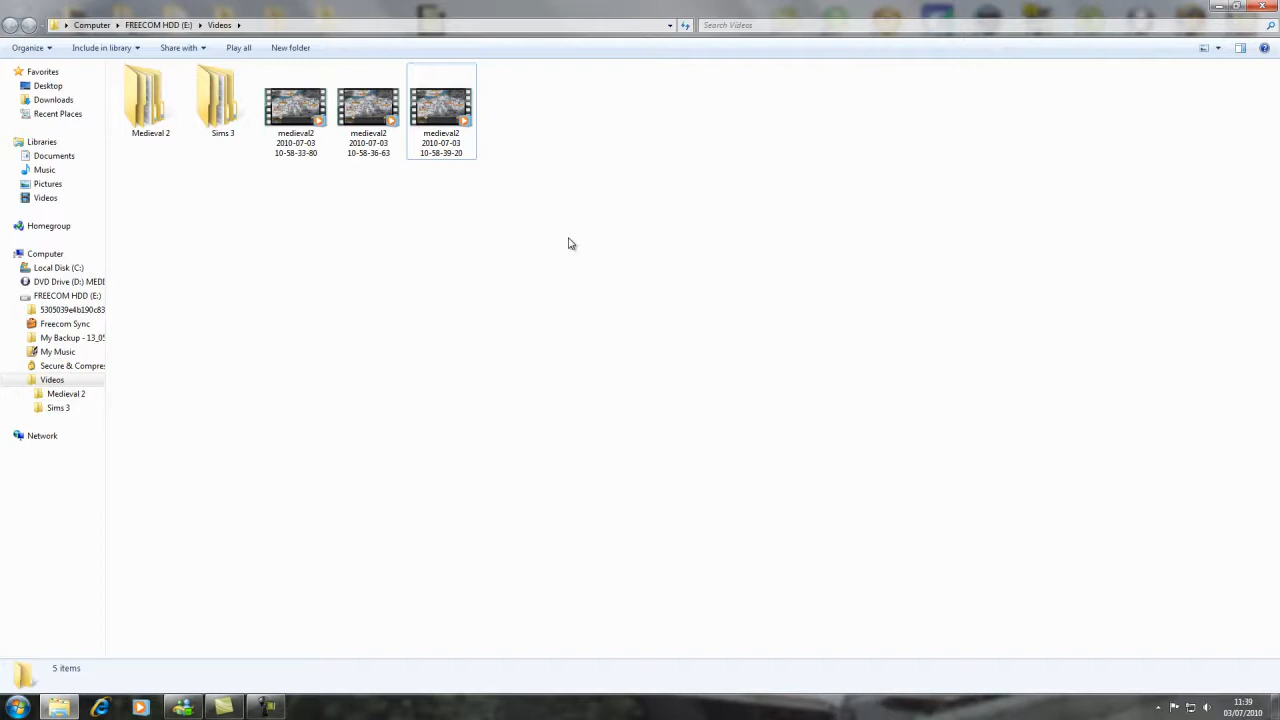 Computer FREECOM HDD (E:) Videos
Search Videos
Organize Include in library Share with Play all New folder
Favorites
Desktop
Downloads
Recent Places
Libraries
Documents
Music
Pictures
Videos
Homegroup
Computer
Local Disk (C:)
DVD Drive (D:) MEDI
FREECOM HDD (E:)
5305039e4b190c83
Freecom Sync
My Backup - 13_05
My Music
Secure & Compres
Videos
Medieval 2
Sims 3
Network
Medieval 2
Sims 3
medieval2
2010-07-03
10-58-33-80
medieval2
2010-07-03
10-58-36-63
medieval2
2010-07-03
10-58-39-20
5 items
11:39
03/07/2010